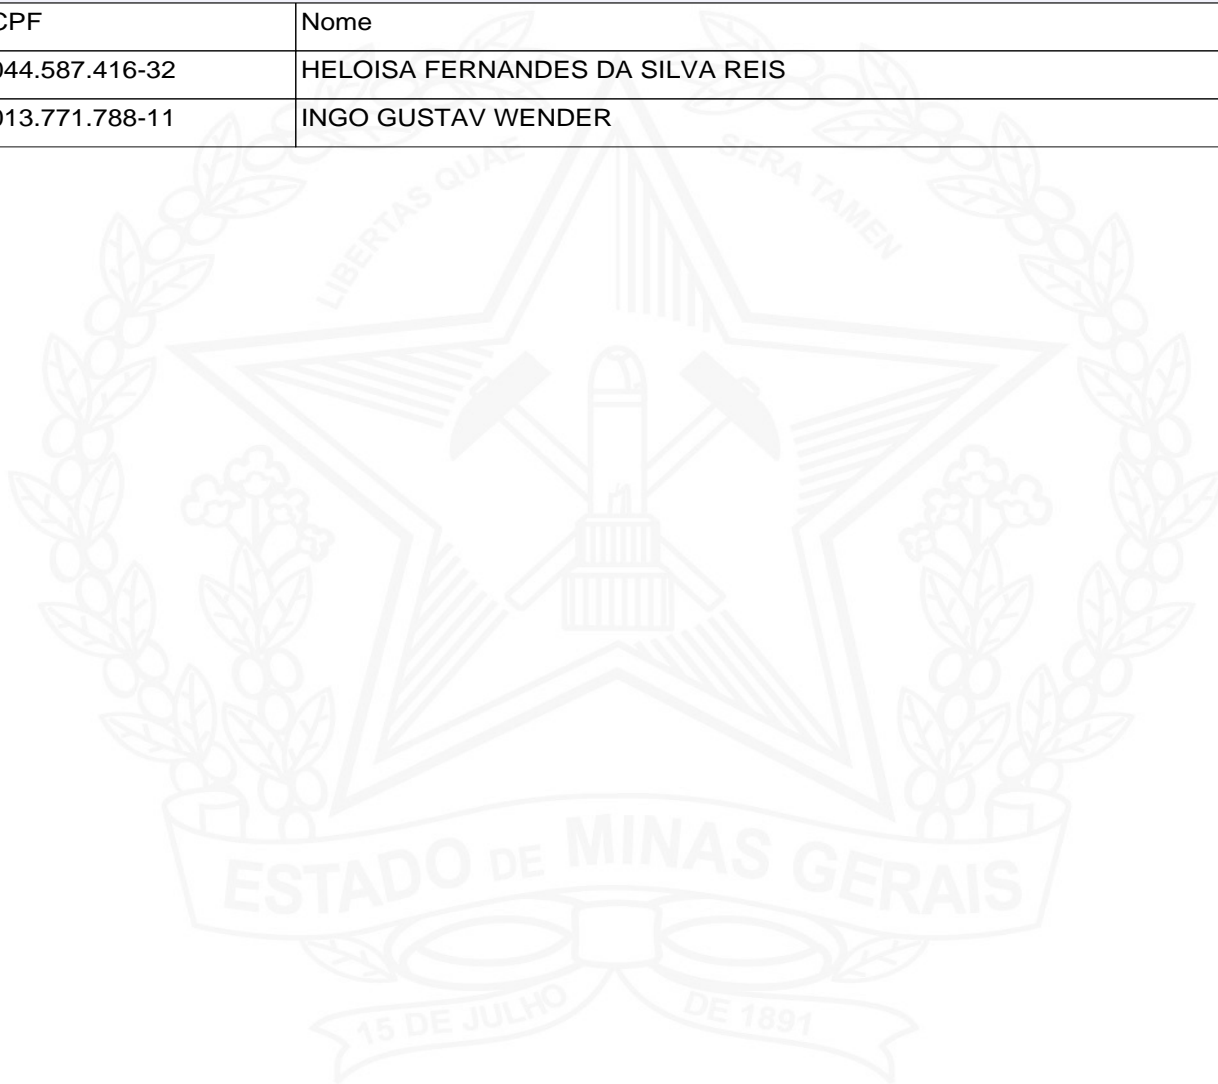 CPF Nome
044.587.416-32 HELOISA FERNANDES DA SILVA REIS
013.771.788-11 INGO GUSTAV WENDER
LIBERTAS QUAE SERA TAMEN
ESTADO DE MINAS GERAIS
15 DE JULHO DE 1891